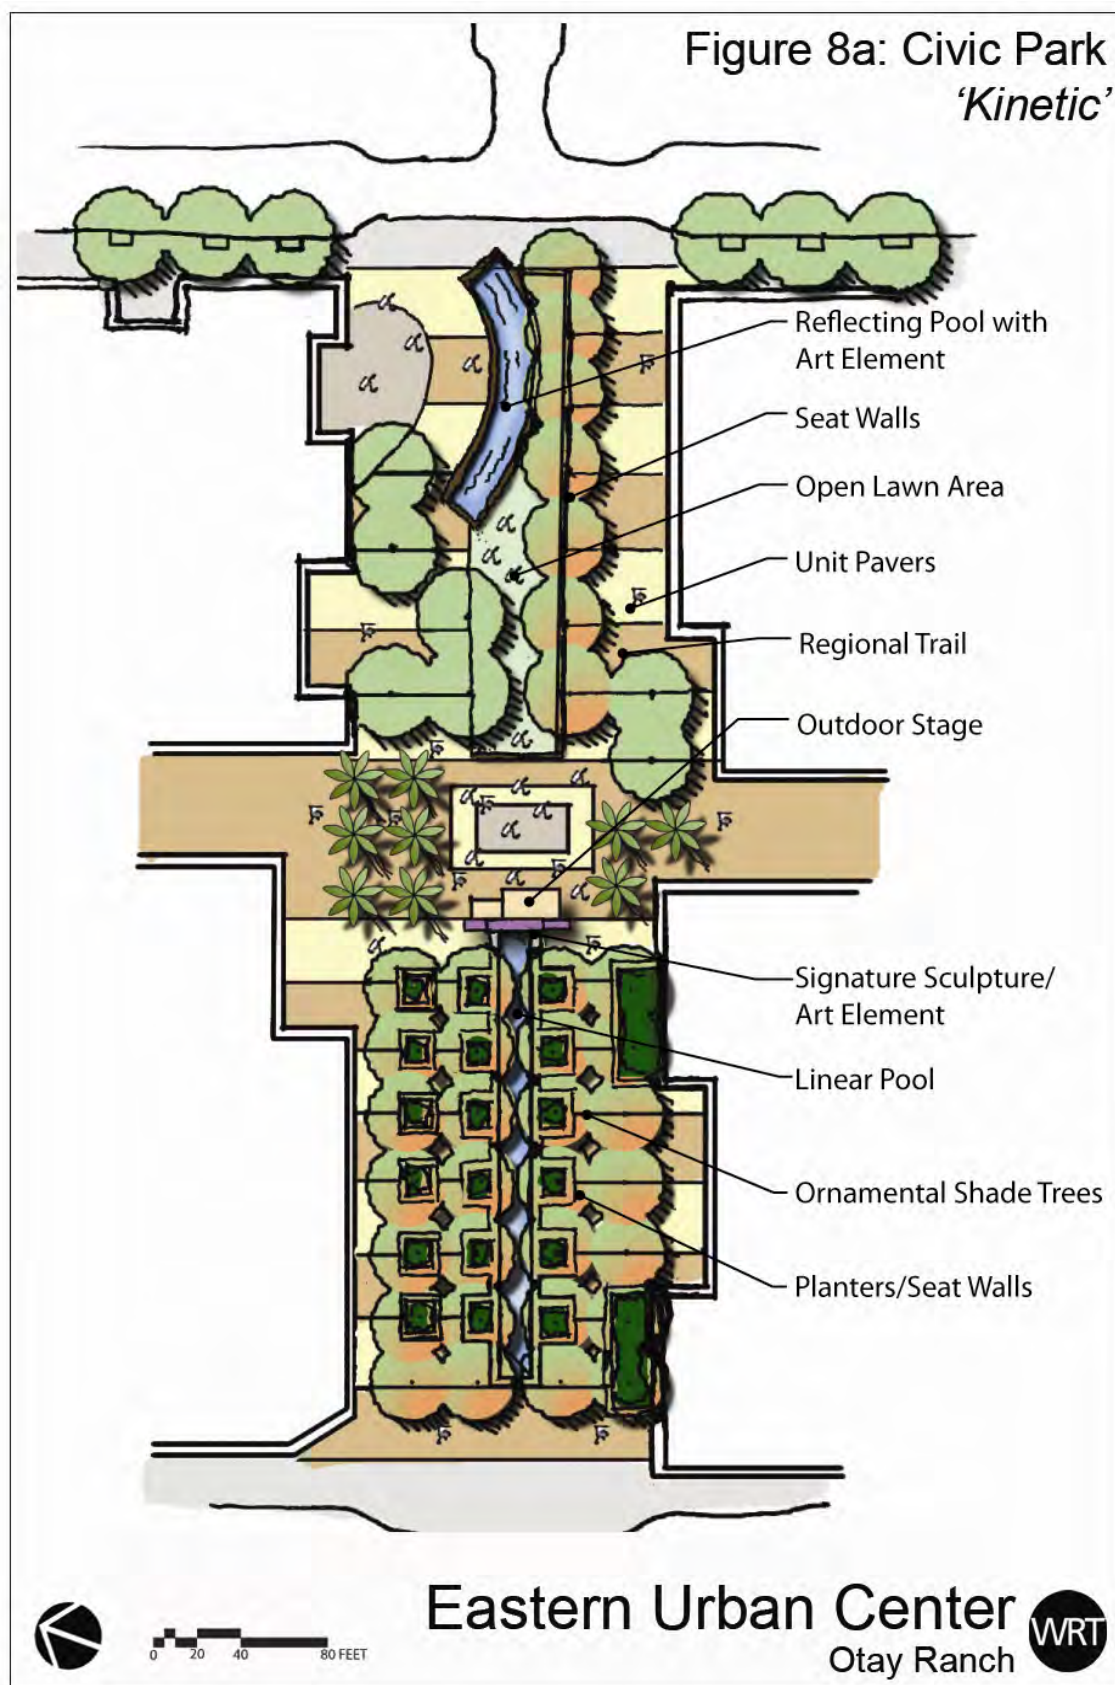 Figure 8a: Civic Park
‘Kinetic’
Reflecting Pool with
Art Element
Seat Walls
Open Lawn Area
Unit Pavers
Regional Trail
Outdoor Stage
Signature Sculpture/
Art Element
Linear Pool
Ornamental Shade Trees
Planters/Seat Walls
0 20 40 80 FEET
Eastern Urban Center
Otay Ranch
WRT